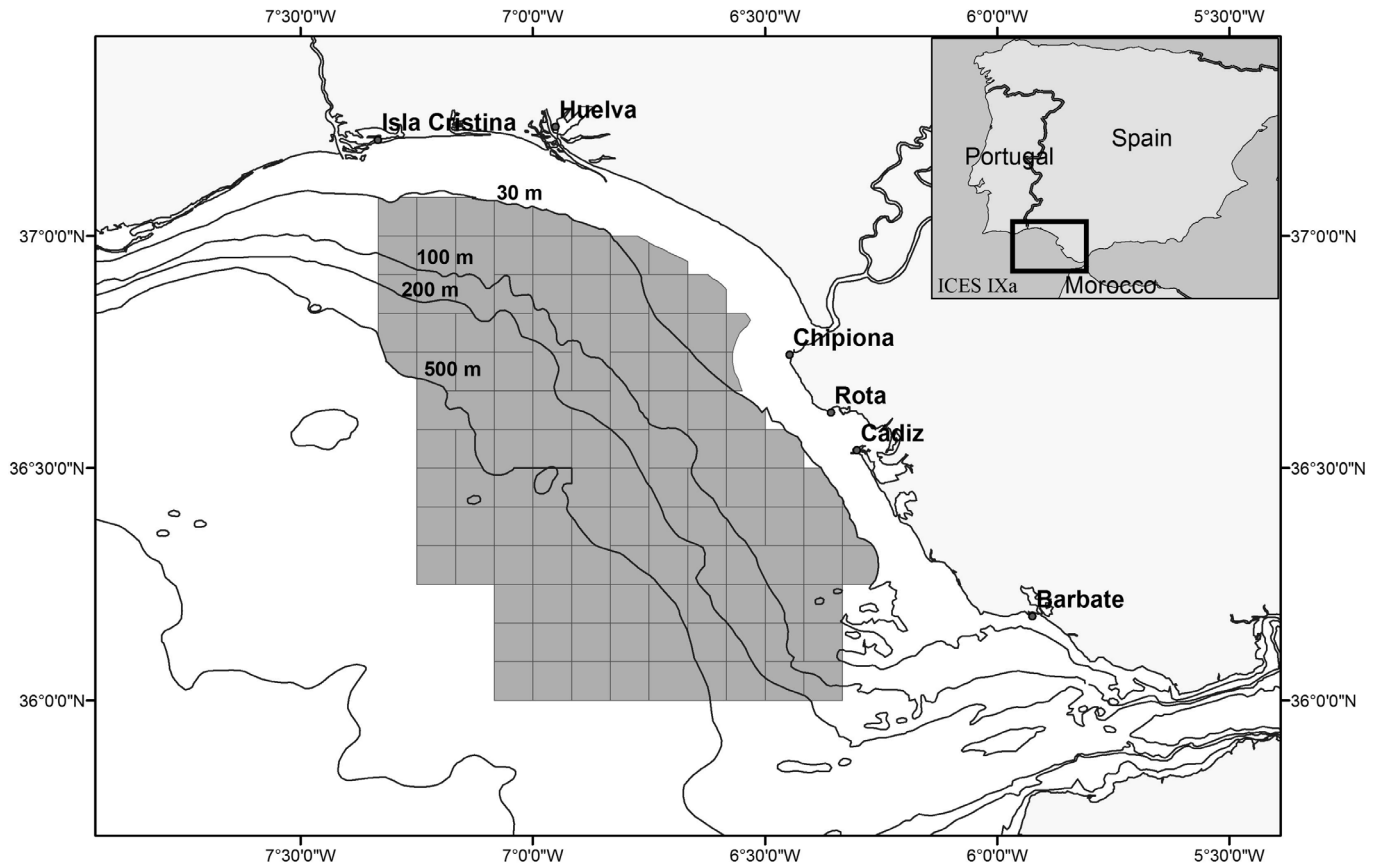 7°30'0"W
7°0'0"W
6°30'0"W
6°0'0"W
5°30'0"W
Isla Cristina
Huelva
Spain
Portugal
ICES IXa
Morocco
30 m
37°0'0"N
37°0'0"N
100 m
200 m
Chipiona
500 m
Rota
Cádiz
36°30'0"N
36°30'0"N
Barbate
36°0'0"N
36°0'0"N
7°30'0"W
7°0'0"W
6°30'0"W
6°0'0"W
5°30'0"W